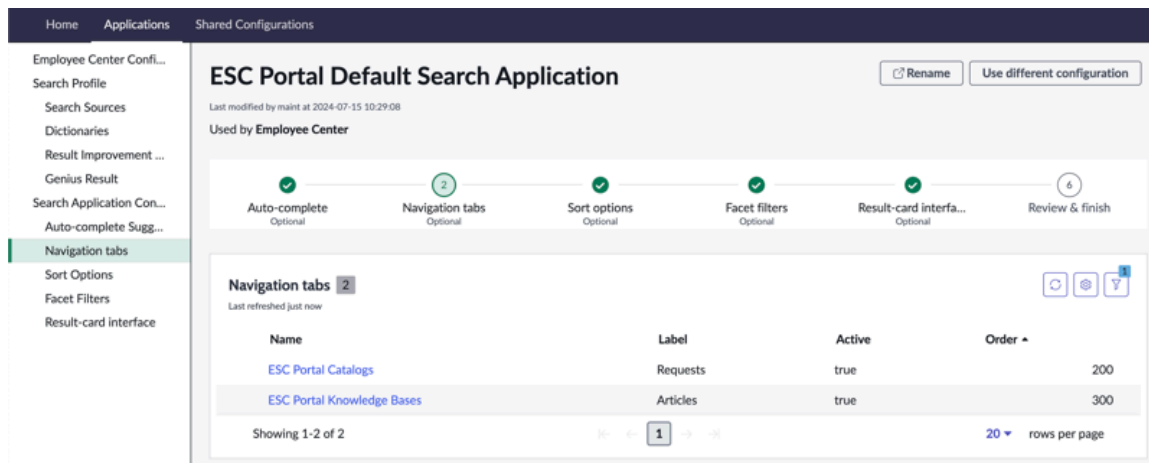 Home Applications Shared Configurations
Employee Center Confi...
Search Profile
Search Sources
Dictionaries
Result Improvement ...
Genius Result
Search Application Con...
Auto-complete Sugg...
Navigation tabs
Sort Options
Facet Filters
Result-card interface
ESC Portal Default Search Application
Rename Use different configuration
Last modified by maint at 2024-07-15 10:29:08
Used by Employee Center
2 6
Auto-complete Navigation tabs Sort options Facet filters Result-card interfa... Review & finish
Optional Optional Optional Optional Optional
Navigation tabs 2
1
Last refreshed just now
Name Label Active Order
ESC Portal Catalogs Requests true 200
ESC Portal Knowledge Bases Articles true 300
Showing 1-2 of 2 1 20 rows per page